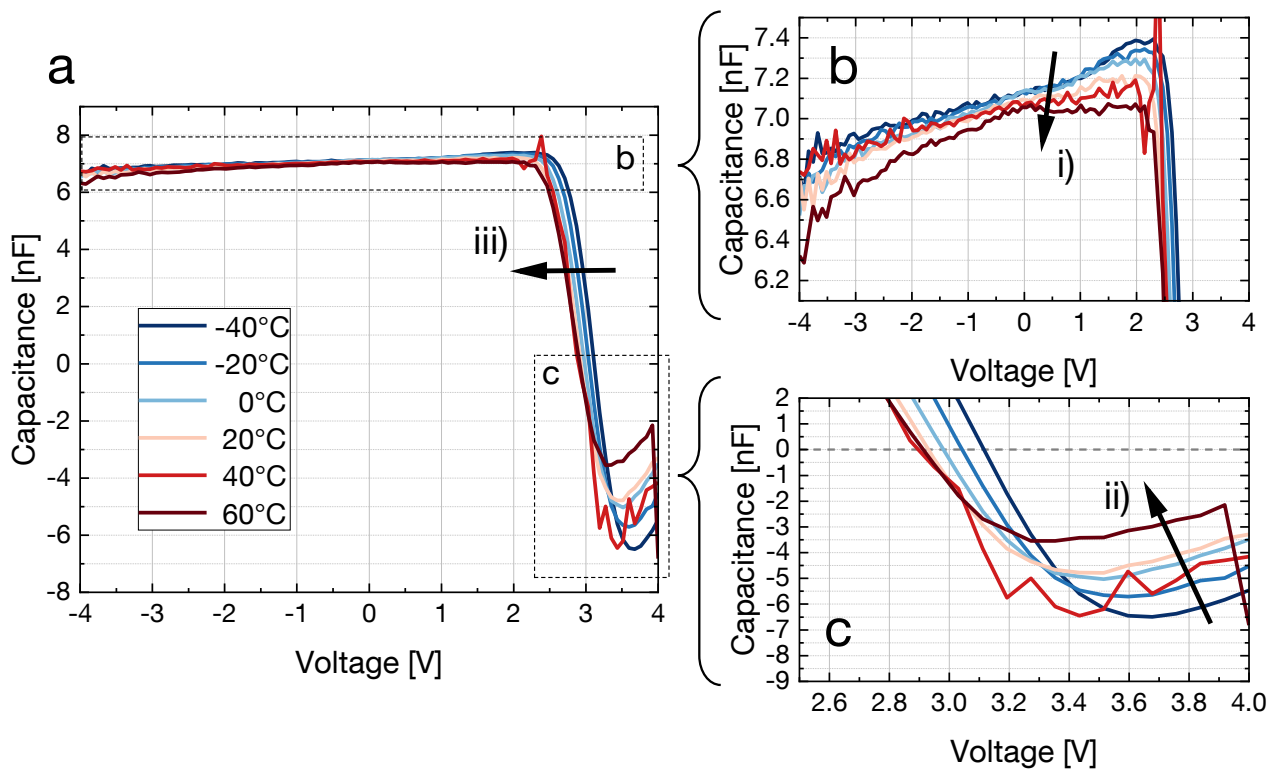 a
Capacitance [nF]
8
6
4
2
0
-2
-4
-6
-8
b
iii)
-40°C
-20°C
0°C
20°C
40°C
60°C
c
-4 -3 -2 -1 0 1 2 3 4
Voltage [V]
b
Capacitance [nF]
7.4
7.2
7.0
6.8
6.6
6.4
6.2
i)
-4 -3 -2 -1 0 1 2 3 4
Voltage [V]
Capacitance [nF]
2
1
0
-1
-2
-3
-4
-5
-6
-7
-8
-9
ii)
c
2.6 2.8 3.0 3.2 3.4 3.6 3.8 4.0
Voltage [V]